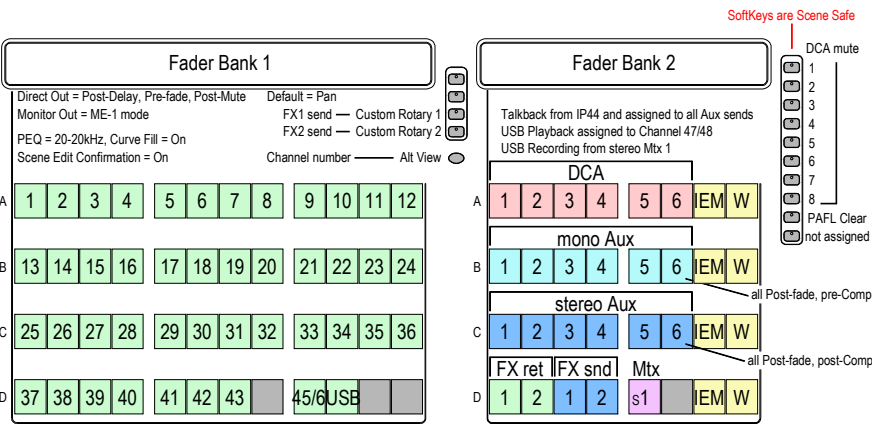 SoftKeys are Scene Safe
Fader Bank 1
Direct Out = Post-Delay, Pre-fade, Post-Mute
Monitor Out = ME-1 mode
PEQ = 20-20kHz, Curve Fill = On
Scene Edit Confirmation = On
Default = Pan
FX1 send — Custom Rotary 1
FX2 send — Custom Rotary 2
Channel number — Alt View
A 1 2 3 4 5 6 7 8 9 10 11 12
B 13 14 15 16 17 18 19 20 21 22 23 24
C 25 26 27 28 29 30 31 32 33 34 35 36
D 37 38 39 40 41 42 43 45/6 USB
Fader Bank 2
Talkback from IP44 and assigned to all Aux sends
USB Playback assigned to Channel 47/48
USB Recording from stereo Mtx 1
DCA
A 1 2 3 4 5 6 IEM W
mono Aux
B 1 2 3 4 5 6 IEM W
all Post-fade, pre-Comp
stereo Aux
C 1 2 3 4 5 6 IEM W
all Post-fade, post-Comp
FX ret FX snd Mtx
D 1 2 1 2 s1 IEM W
DCA mute
1
2
3
4
5
6
7
8
PAFL Clear
not assigned